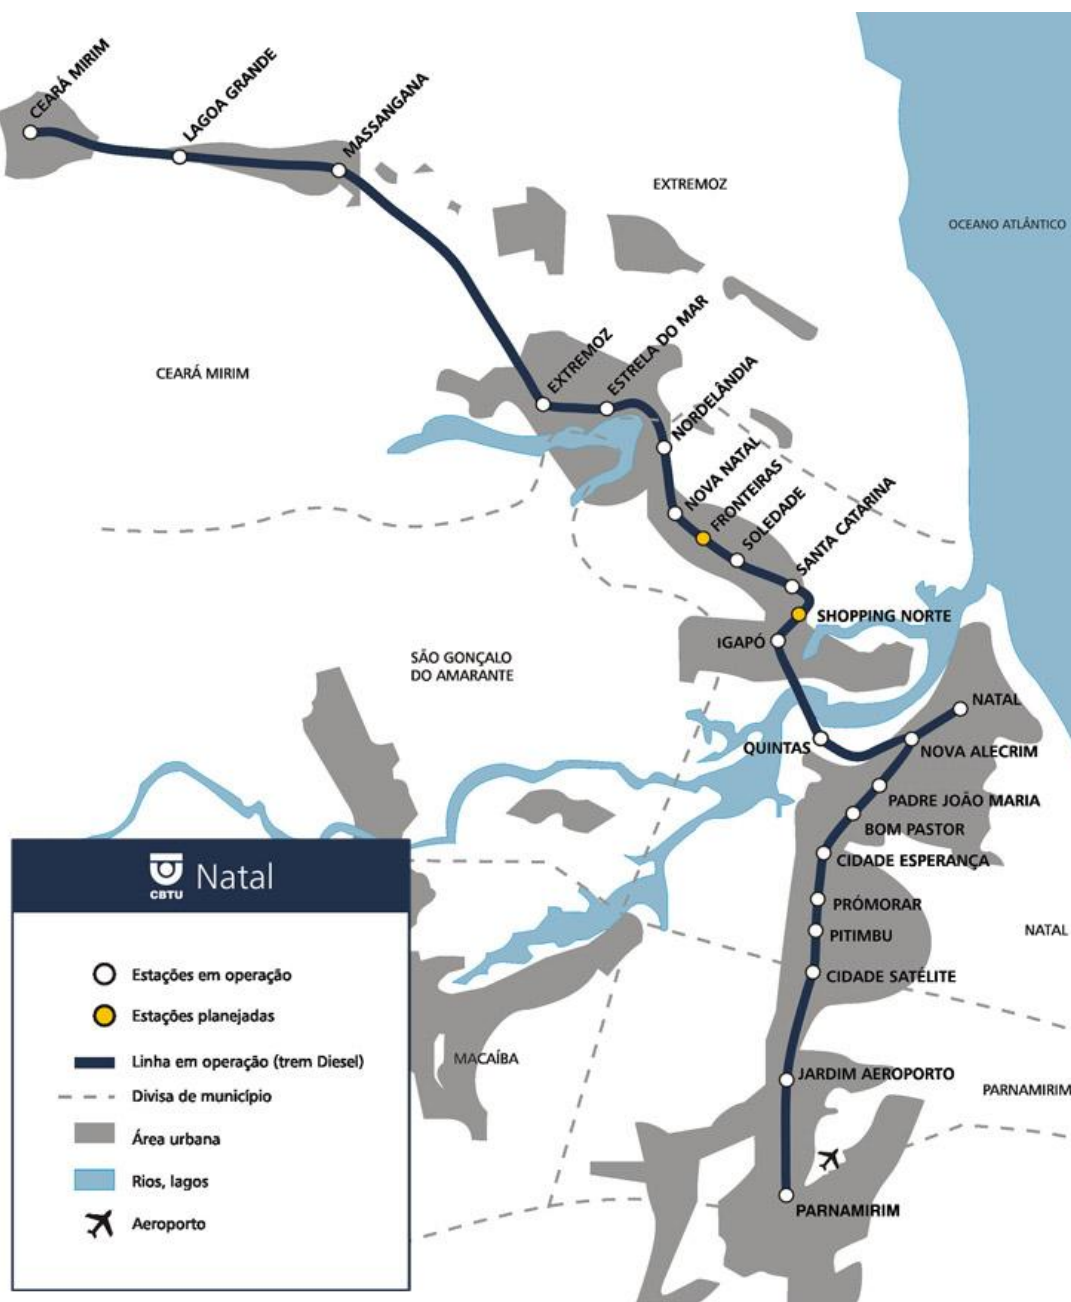 CEARÁ MIRIM
LAGOA GRANDE
MASSANGANA
EXTREMOZ
OCEANO ATLÂNTICO
CEARÁ MIRIM
EXTREMOZ
ESTRELA DO MAR
NORDELÂNDIA
NOVA NATAL
FRONTEIRAS
SOLEDADE
SANTA CATARINA
SHOPPING NORTE
IGAPÓ
SÃO GONÇALO
DO AMARANTE
NATAL
QUINTAS
NOVA ALECRIM
PADRE JOÃO MARIA
BOM PASTOR
CIDADE ESPERANÇA
PRÓMORAR
PITIMBU
NATAL
CIDADE SATÉLITE
MACAÍBA
JARDIM AEROPORTO
PARNAMIRIM
PARNAMIRIM
CBTU
Natal
Estações em operação
Estações planejadas
Linha em operação (trem Diesel)
Divisa de município
Área urbana
Rios, lagos
Aeroporto